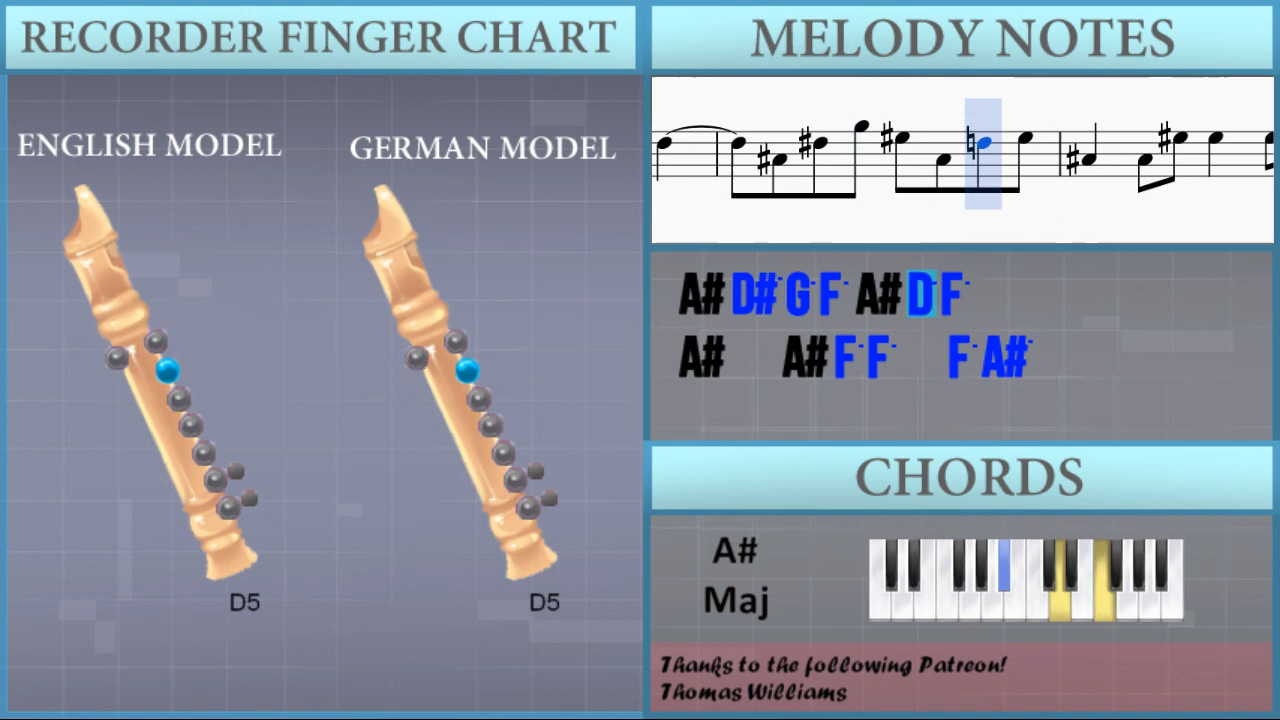 RECORDER FINGER CHART
ENGLISH MODEL
GERMAN MODEL
D5
D5
MELODY NOTES
A# D#- G- F- A# D- F-
A# A# F- F- F- A#-
CHORDS
A#
Maj
Thanks to the following Patreon!
Thomas Williams